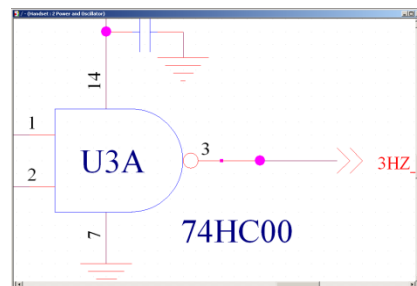 / - (Handset : 2 Power and Oscillator)
14
1
U3A
3
3HZ_
2
7
74HC00